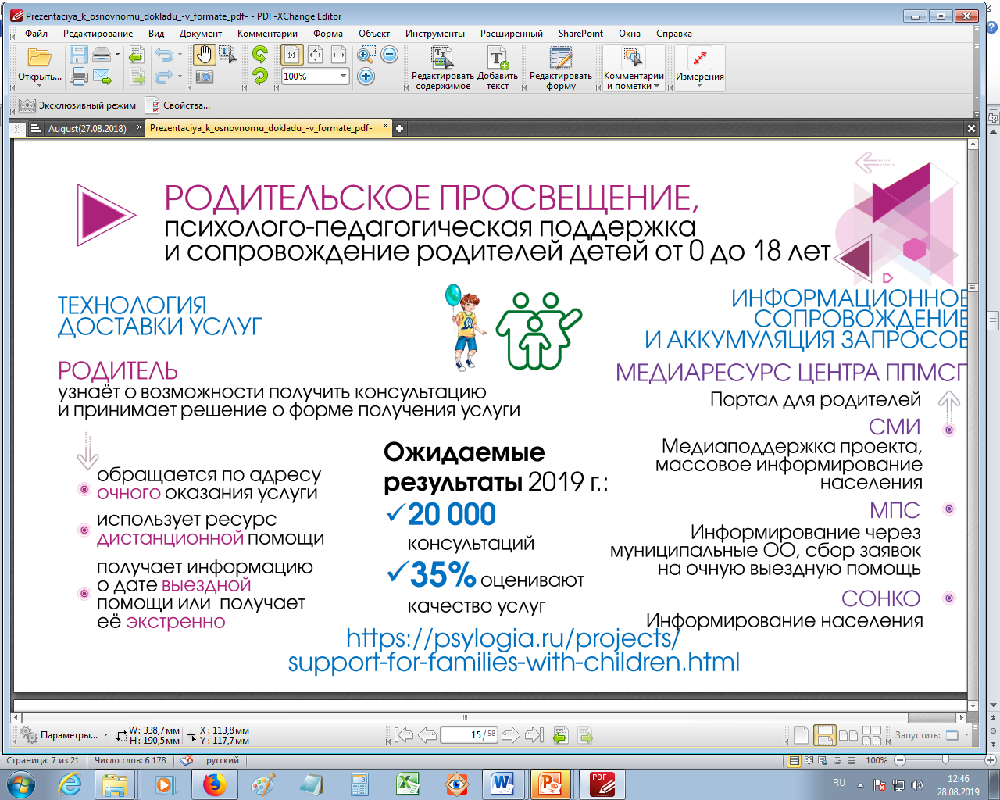 Prezentaciya_k_osnovnomu_dokladu_-v_formate_pdf- - PDF-XChange Editor
Файл Редактирование Вид Документ Комментарии Форма Объект Инструменты Расширенный SharePoint Окна Справка
Открыть...
1:1
100%
Редактировать содержимое
Добавить текст
Редактировать форму
Комментарии и пометки
Измерения
Эксклюзивный режим Свойства...
August(27.08.2018) Prezentaciya_k_osnovnomu_dokladu_-v_formate_pdf-
РОДИТЕЛЬСКОЕ ПРОСВЕЩЕНИЕ,
психолого-педагогическая поддержка
и сопровождение родителей детей от 0 до 18 лет
ТЕХНОЛОГИЯ
ДОСТАВКИ УСЛУГ
РОДИТЕЛЬ
узнаёт о возможности получить консультацию
и принимает решение о форме получения услуги
обращается по адресу
очного оказания услуги
использует ресурс
дистанционной помощи
получает информацию
о дате выездной
помощи или получает
её экстренно
Ожидаемые
результаты 2019 г.:
20 000
консультаций
35% оценивают
качество услуг
ИНФОРМАЦИОННОЕ
СОПРОВОЖДЕНИЕ
И АККУМУЛЯЦИЯ ЗАПРОСОВ
МЕДИАРЕСУРС ЦЕНТРА ППМСП
Портал для родителей
СМИ
Медиаподдержка проекта,
массовое информирование
населения
МПС
Информирование через
муниципальные ОО, сбор заявок
на очную выездную помощь
СОНКО
Информирование населения
https://psylogia.ru/projects/
support-for-families-with-children.html
Параметры...
W: 338,7 мм
H: 190,5 мм
X : 113,8 мм
Y : 117,7 мм
15 / 58
Запустить:
Страница: 7 из 21 Число слов: 6 178 русский 100%
PDF
RU
12:46
28.08.2019